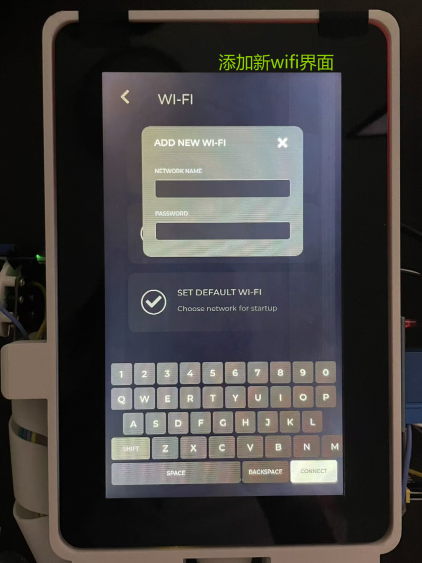 添加新wifi界面
WI-FI
ADD NEW WI-FI
NETWORK NAME
PASSWORD
SET DEFAULT WI-FI
Choose network for startup
1 2 3 4 5 6 7 8 9 0
Q W E R T Y U I O P
A S D F G H J K L
SHIFT Z X C V B N M
SPACE BACKSPACE CONNECT